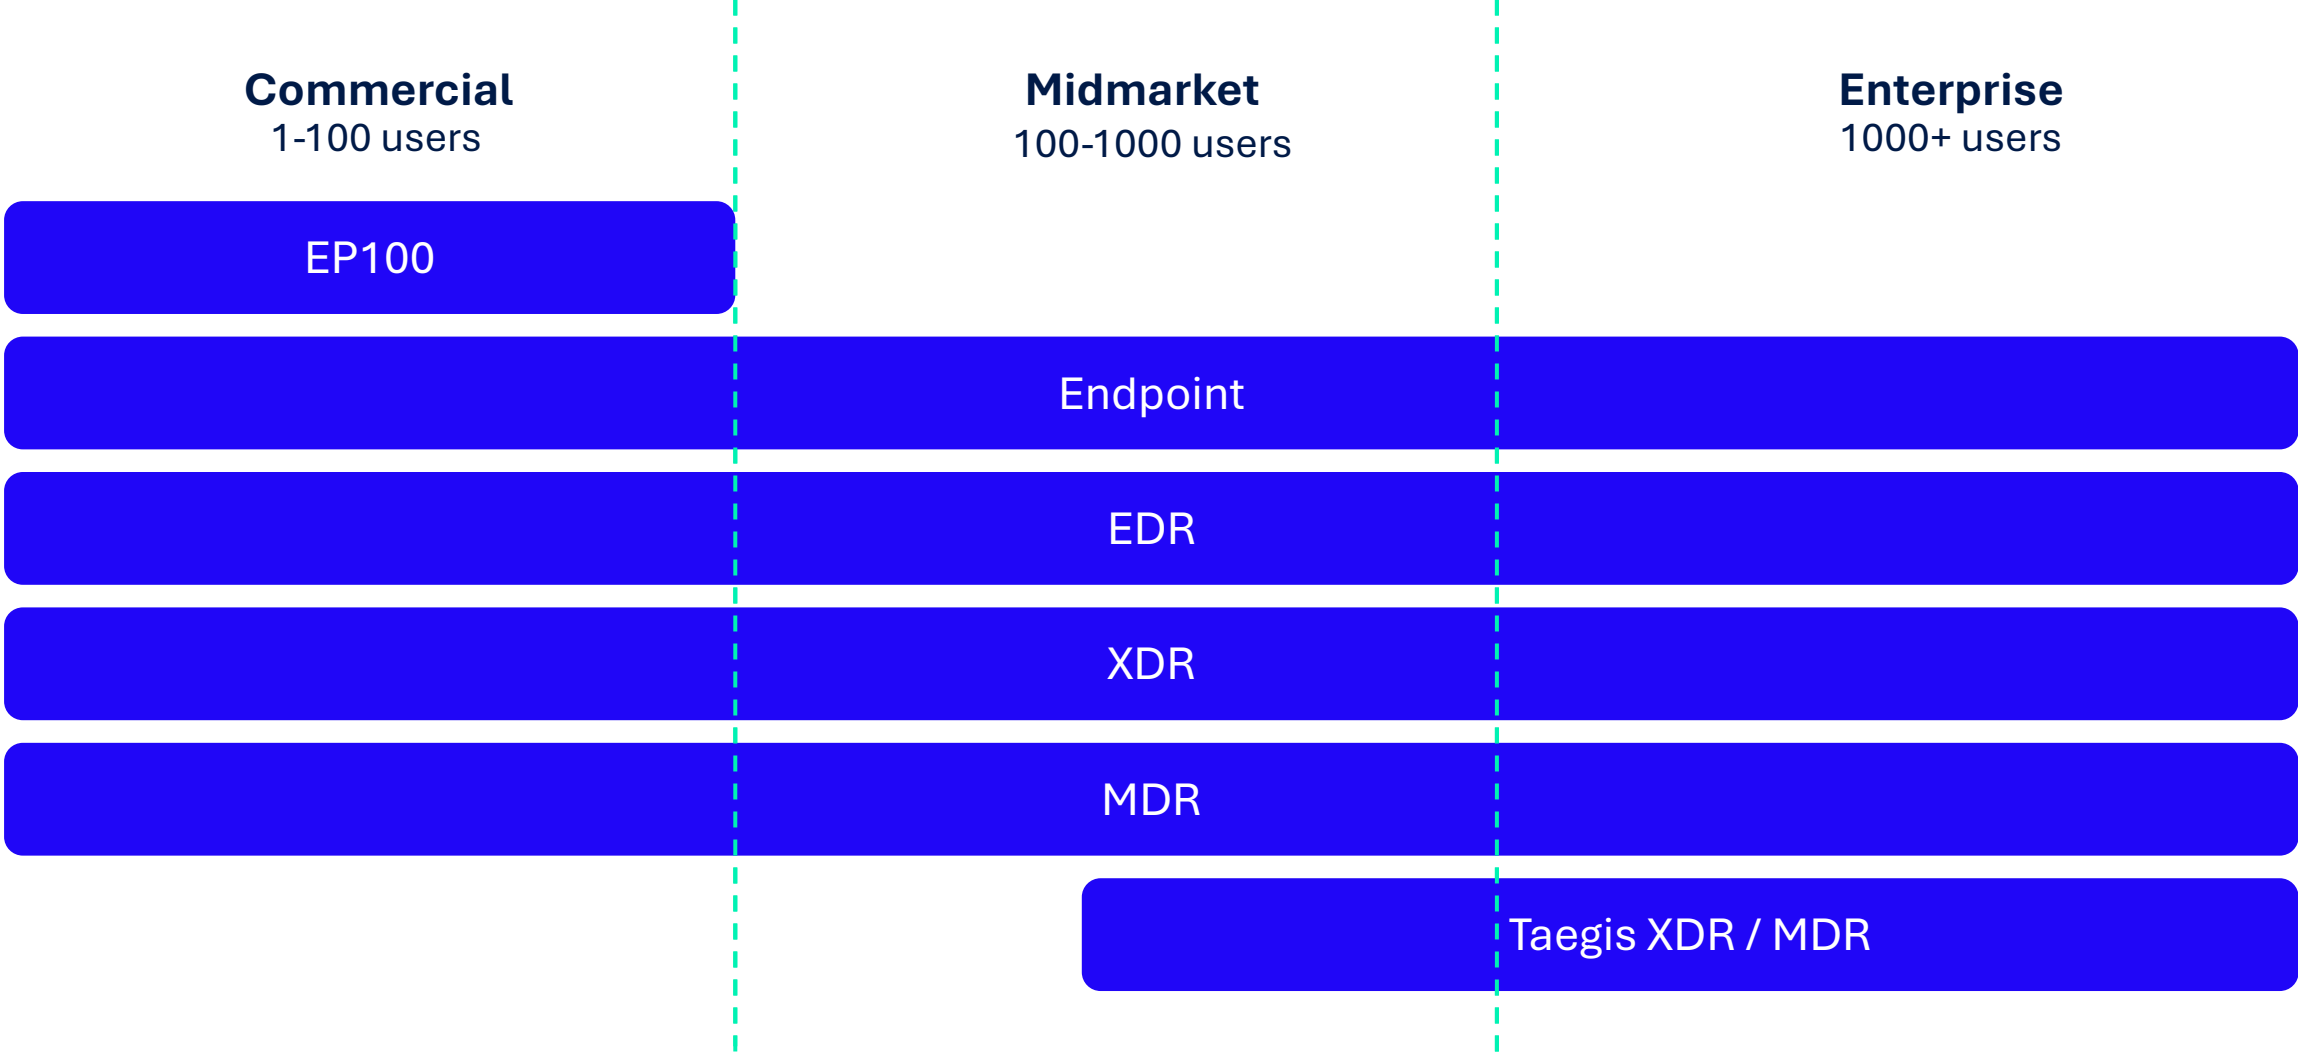 Commercial
1-100 users
Midmarket
100-1000 users
Enterprise
1000+ users
EP100
Endpoint
EDR
XDR
MDR
Taegis XDR / MDR